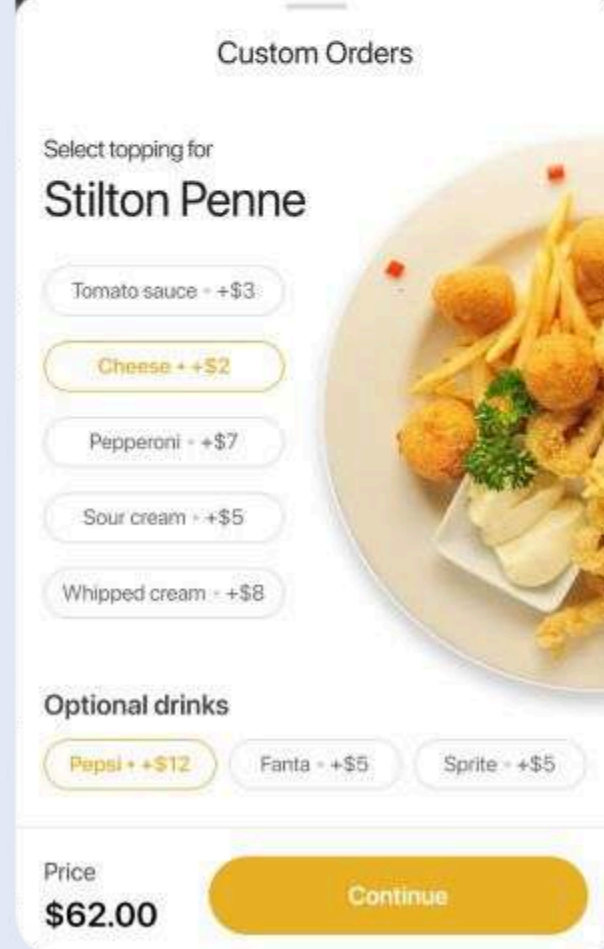 Custom Orders
Select topping for
Stilton Penne
Tomato sauce • +$3
Cheese • +$2
Pepperoni • +$7
Sour cream • +$5
Whipped cream • +$8
Optional drinks
Pepsi • +$12
Fanta • +$5
Sprite • +$5
Price
$62.00
Continue